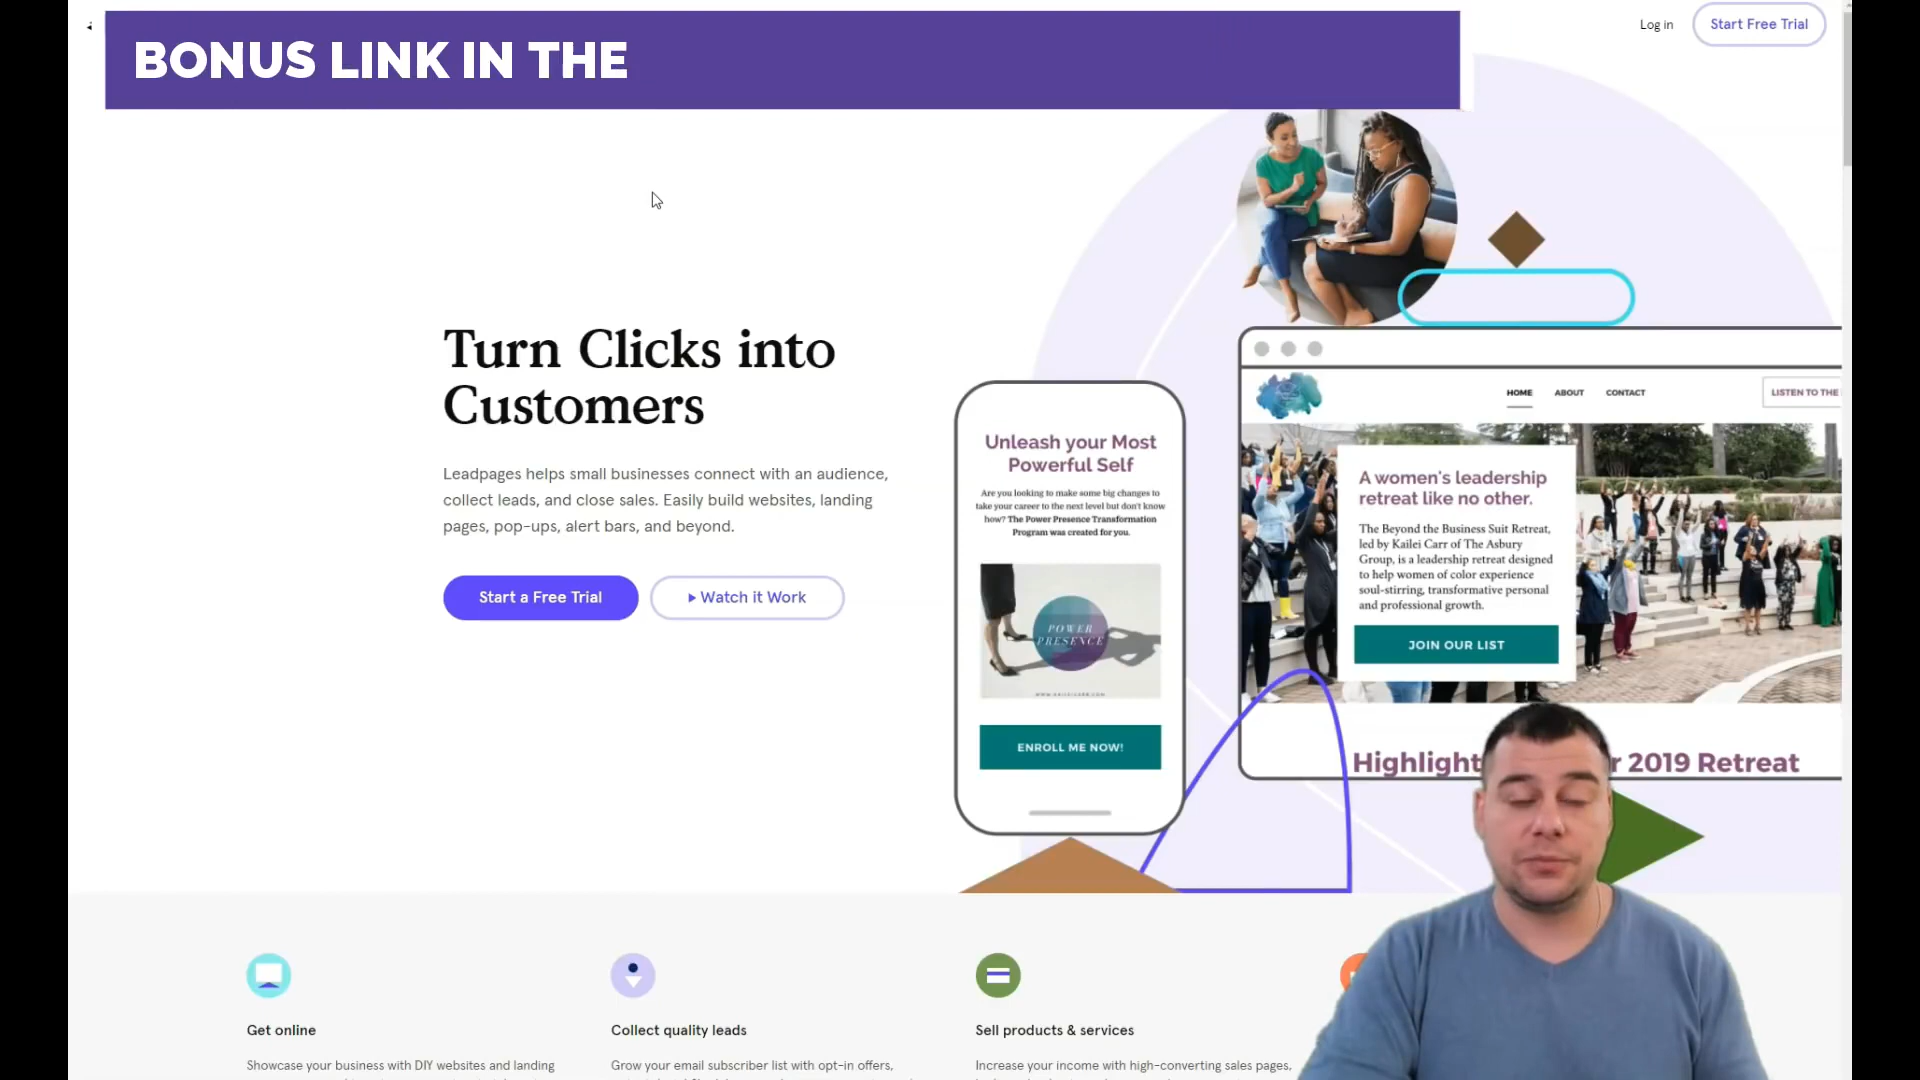 BONUS LINK IN THE
Log in
Start Free Trial
Turn Clicks into
Customers
Leadpages helps small businesses connect with an audience,
collect leads, and close sales. Easily build websites, landing
pages, pop-ups, alert bars, and beyond.
Start a Free Trial
Watch it Work
Unleash your Most
Powerful Self
Are you looking to make some big changes to
take your career to the next level but don't know
how? The Power Presence Transformation
Program was created for you.
POWER
PRESENCE
ENROLL ME NOW!
HOME ABOUT CONTACT
LISTEN TO THE
A women's leadership
retreat like no other.
The Beyond the Business Suit Retreat,
led by Kailei Carr of The Asbury
Group, is a leadership retreat designed
to help women of color experience
soul-stirring, transformative personal
and professional growth.
JOIN OUR LIST
Highlight r 2019 Retreat
Get online
Showcase your business with DIY websites and landing
Collect quality leads
Grow your email subscriber list with opt-in offers,
Sell products & services
Increase your income with high-converting sales pages,